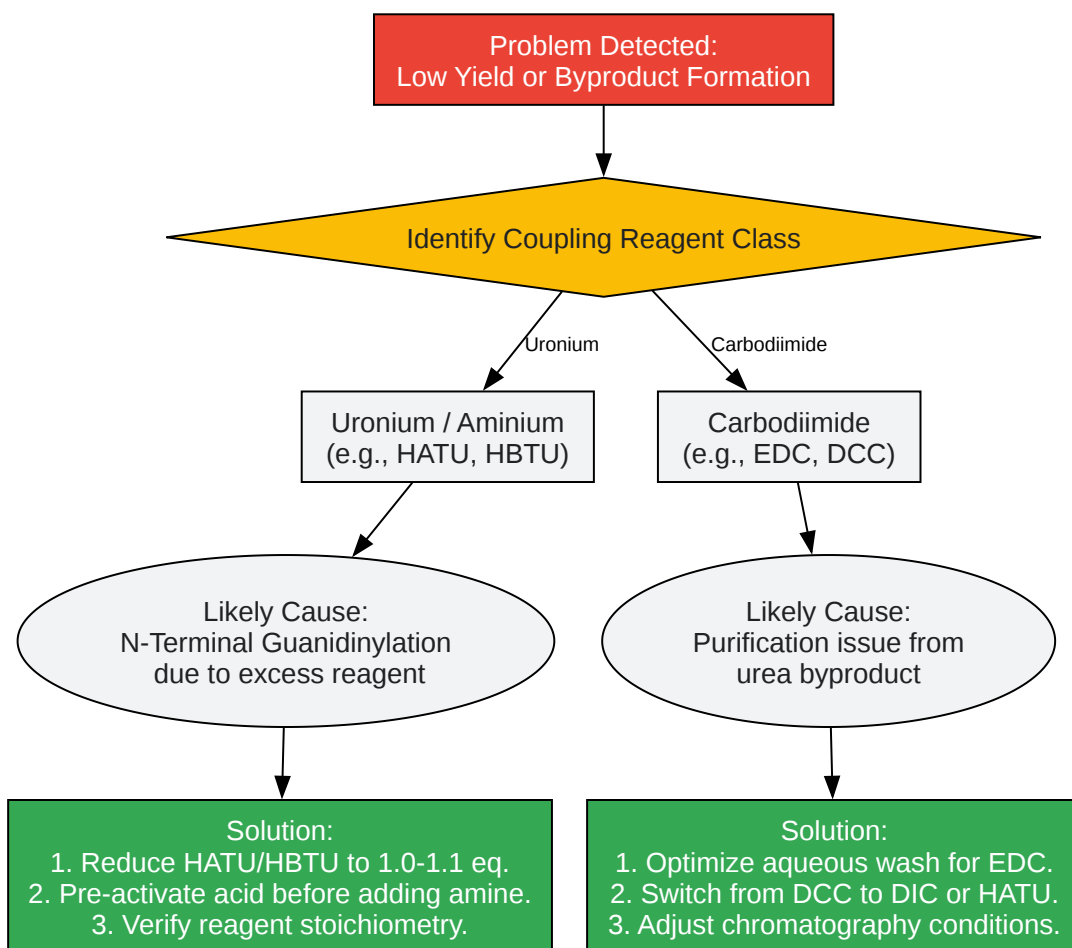 Problem Detected:
Low Yield or Byproduct Formation
Identify Coupling Reagent Class
Uronium
Carbodiimide
Uronium / Aminium
(e.g., HATU, HBTU)
Carbodiimide
(e.g., EDC, DCC)
Likely Cause:
N-Terminal Guanidinylation
due to excess reagent
Likely Cause:
Purification issue from
urea byproduct
Solution:
1. Reduce HATU/HBTU to 1.0-1.1 eq.
2. Pre-activate acid before adding amine.
3. Verify reagent stoichiometry.
Solution:
1. Optimize aqueous wash for EDC.
2. Switch from DCC to DIC or HATU.
3. Adjust chromatography conditions.